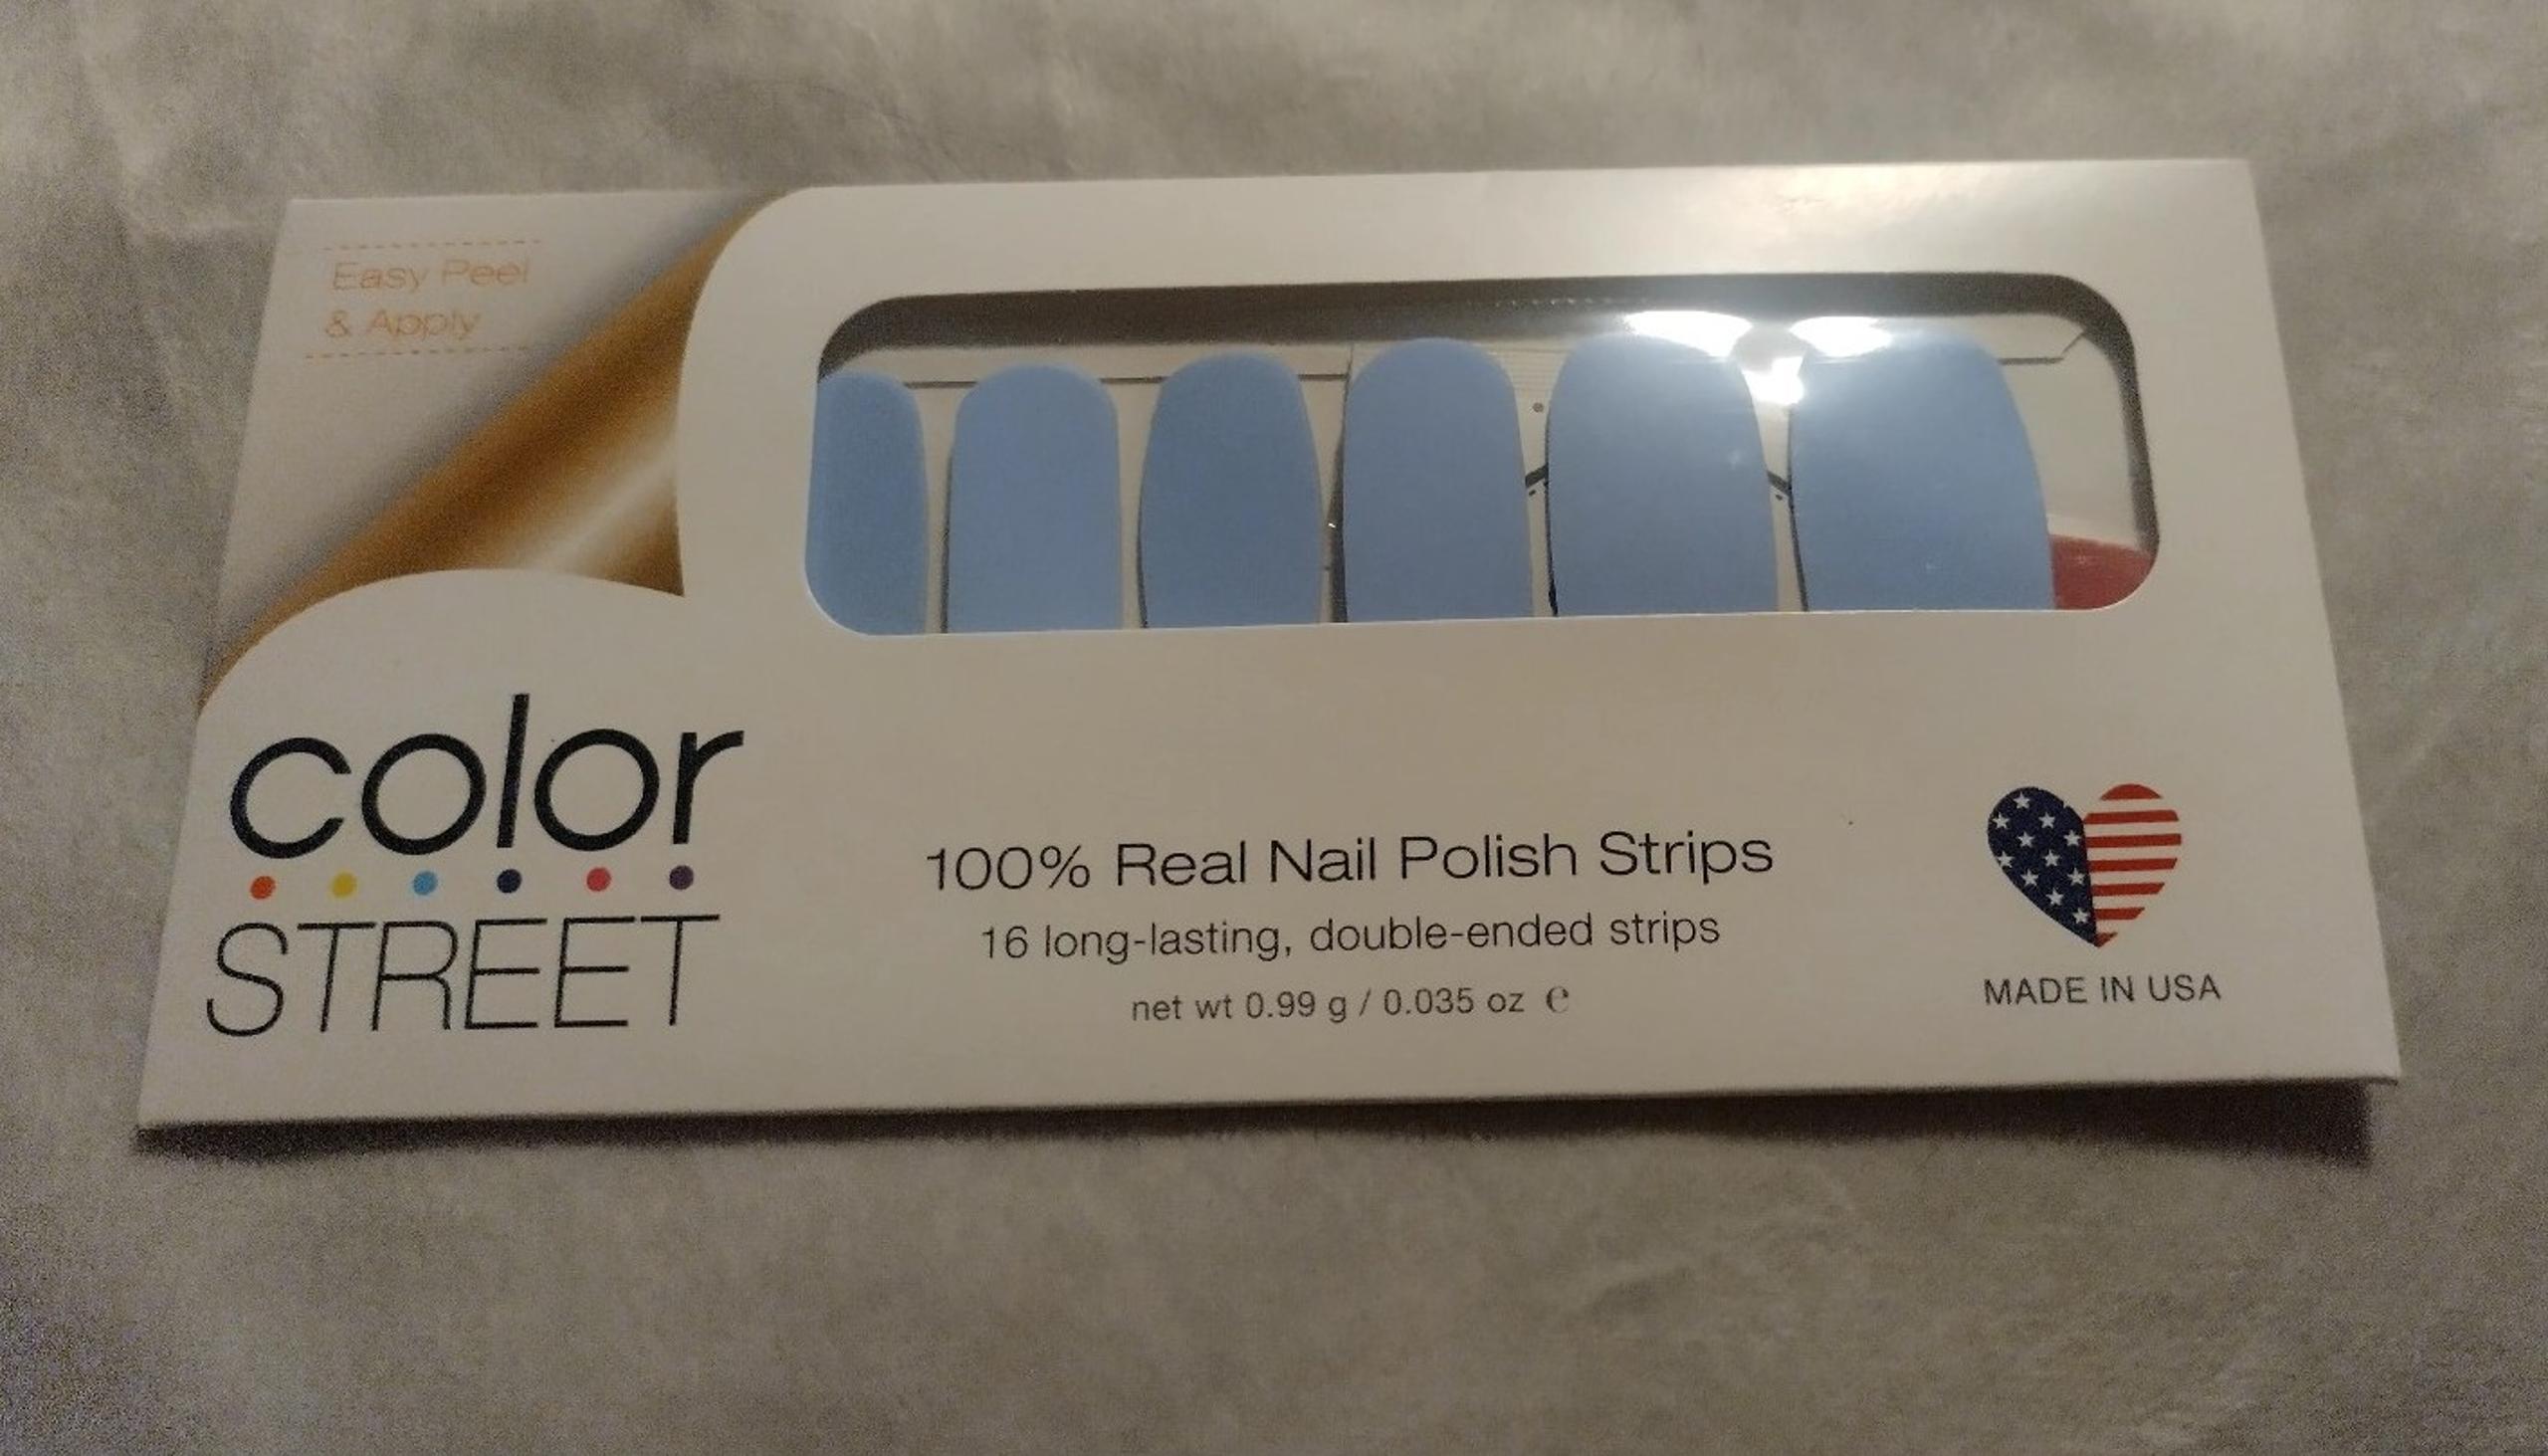 Easy Peel
& Apply
color
STREET
100% Real Nail Polish Strips
16 long-lasting, double-ended strips
net wt 0.99 g / 0.035 oz ℮
MADE IN USA